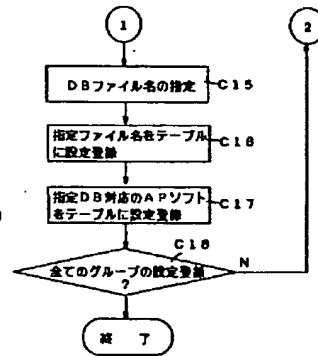 1
2
DBファイル名の指定
C15
指定ファイル名をテーブル
に設定登録
C16
指定DB対応のAPソフト
をテーブルに設定登録
C17
C18
全てのグループの設定登録
?
N
終了